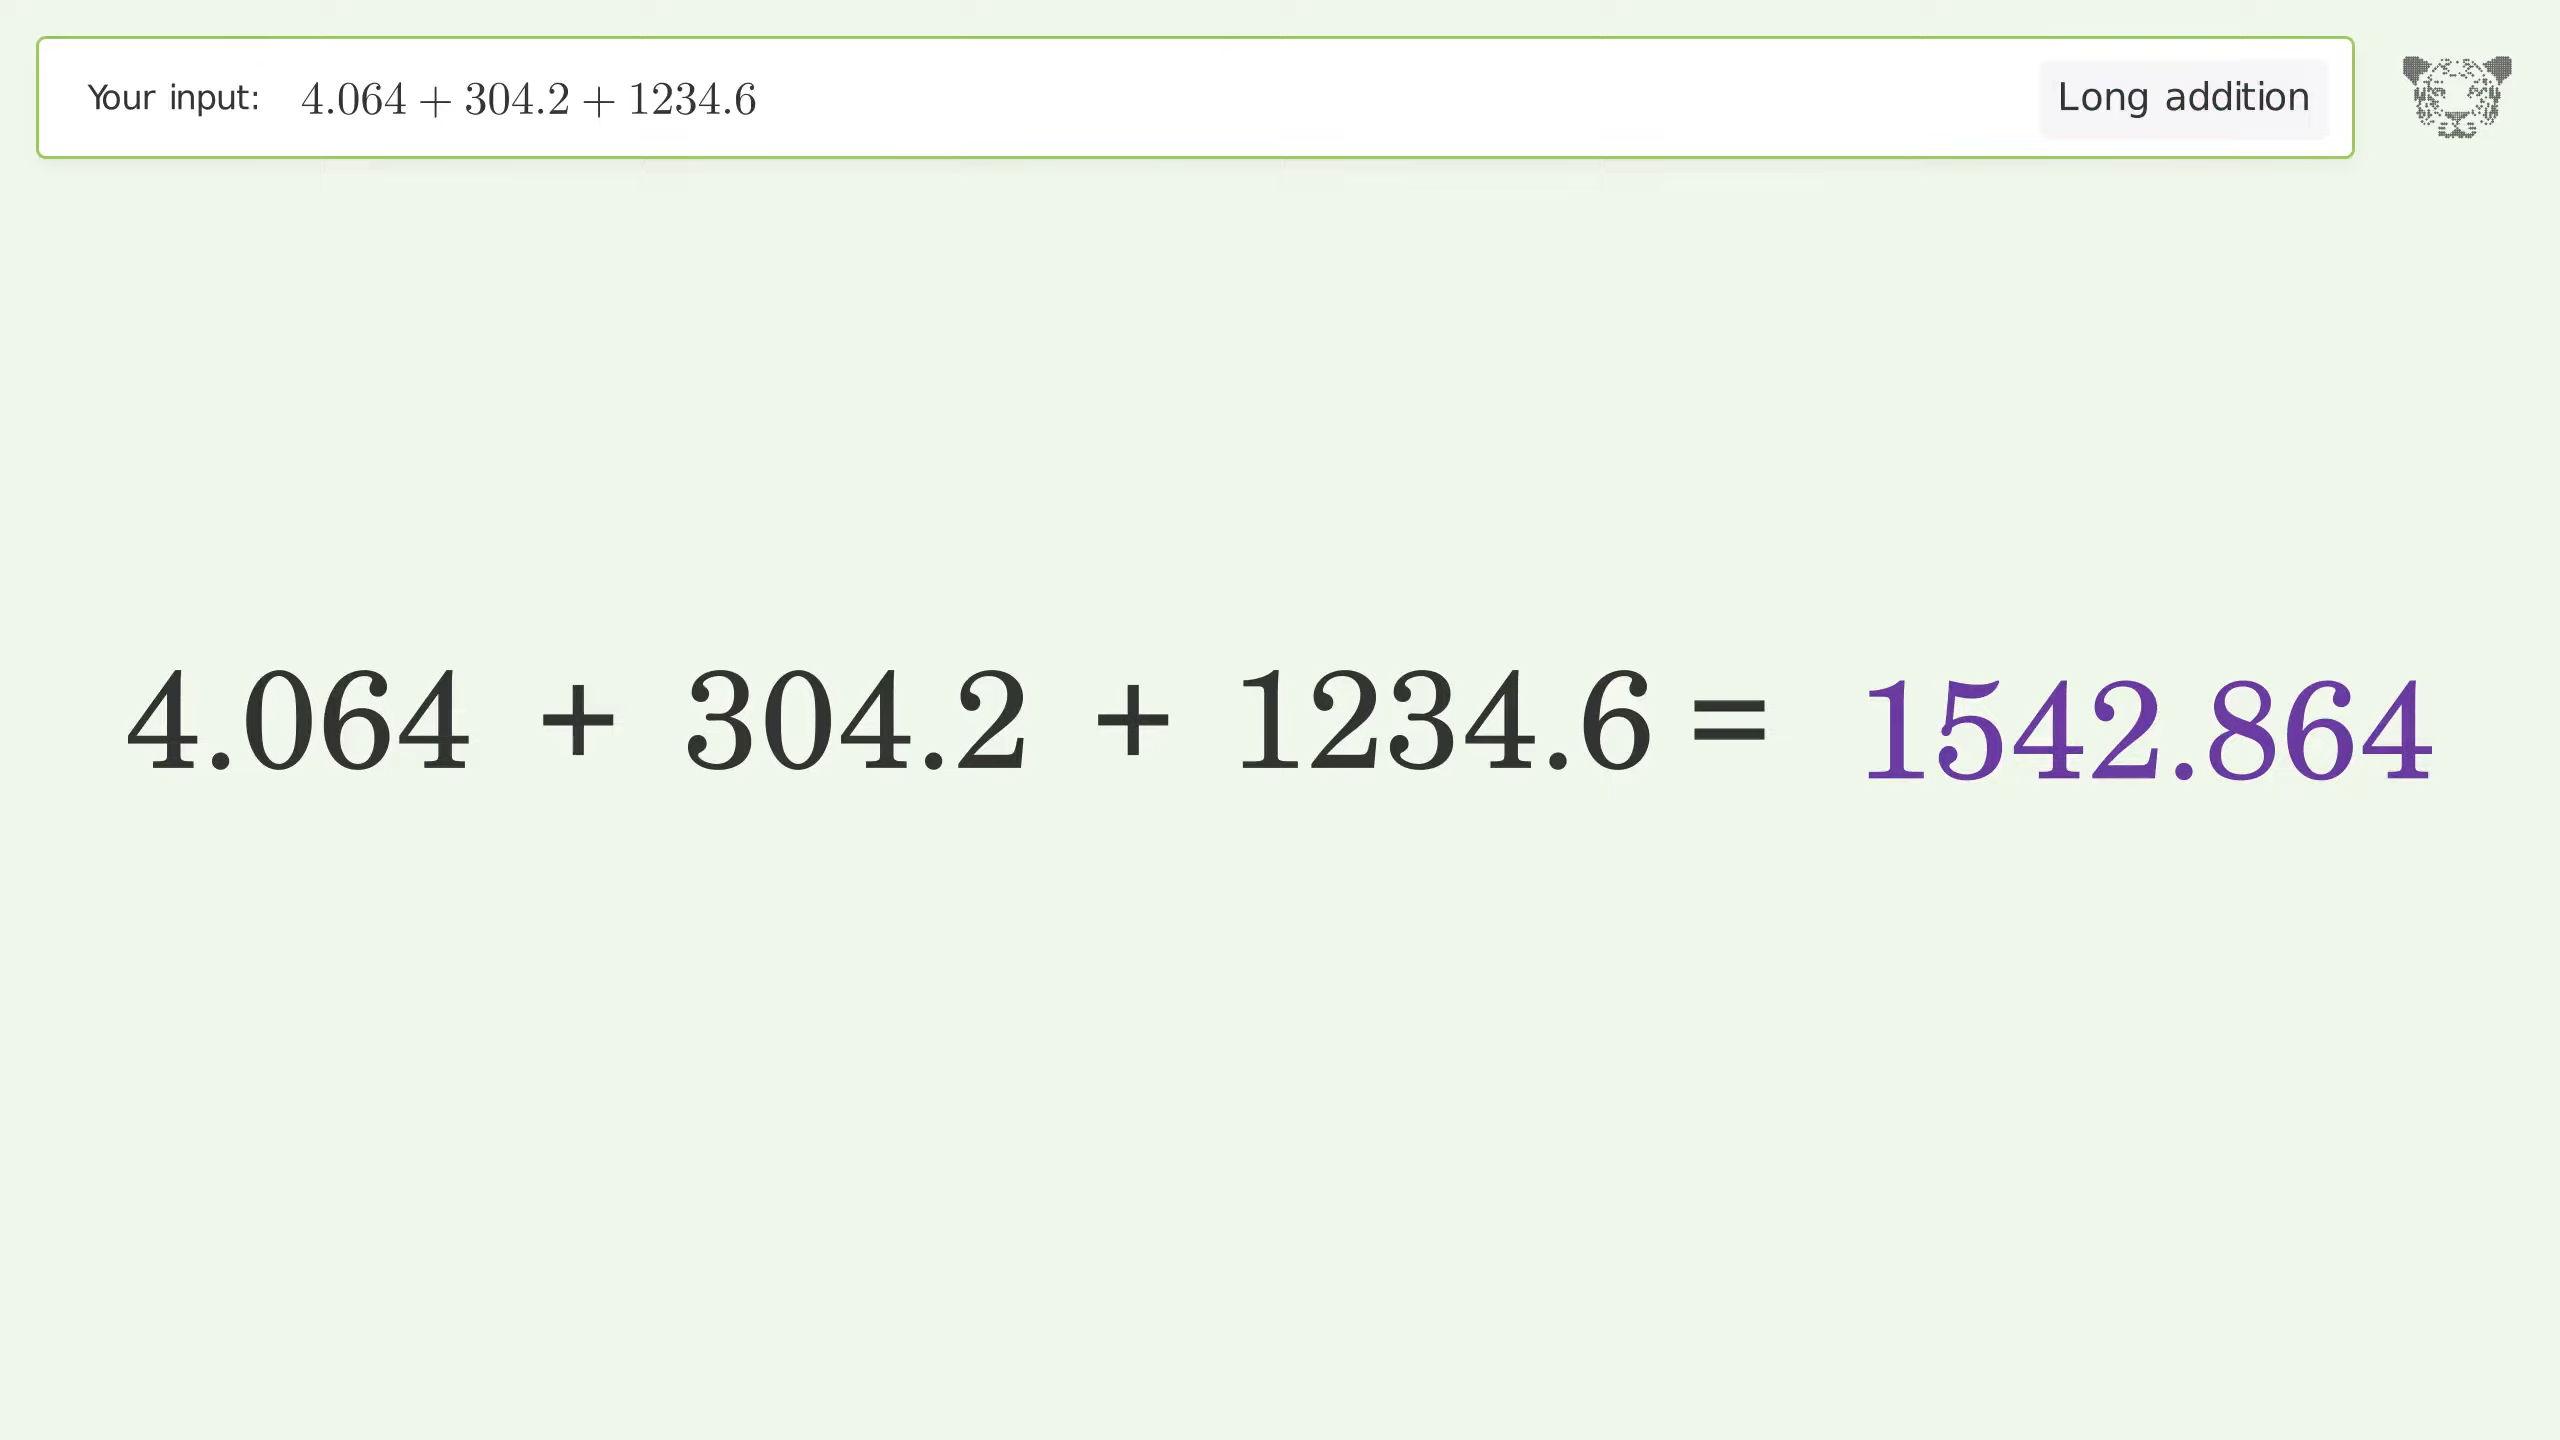 Your input: 4.064 + 304.2 + 1234.6 Long addition
4.064 + 304.2 + 1234.6 = 1542.864